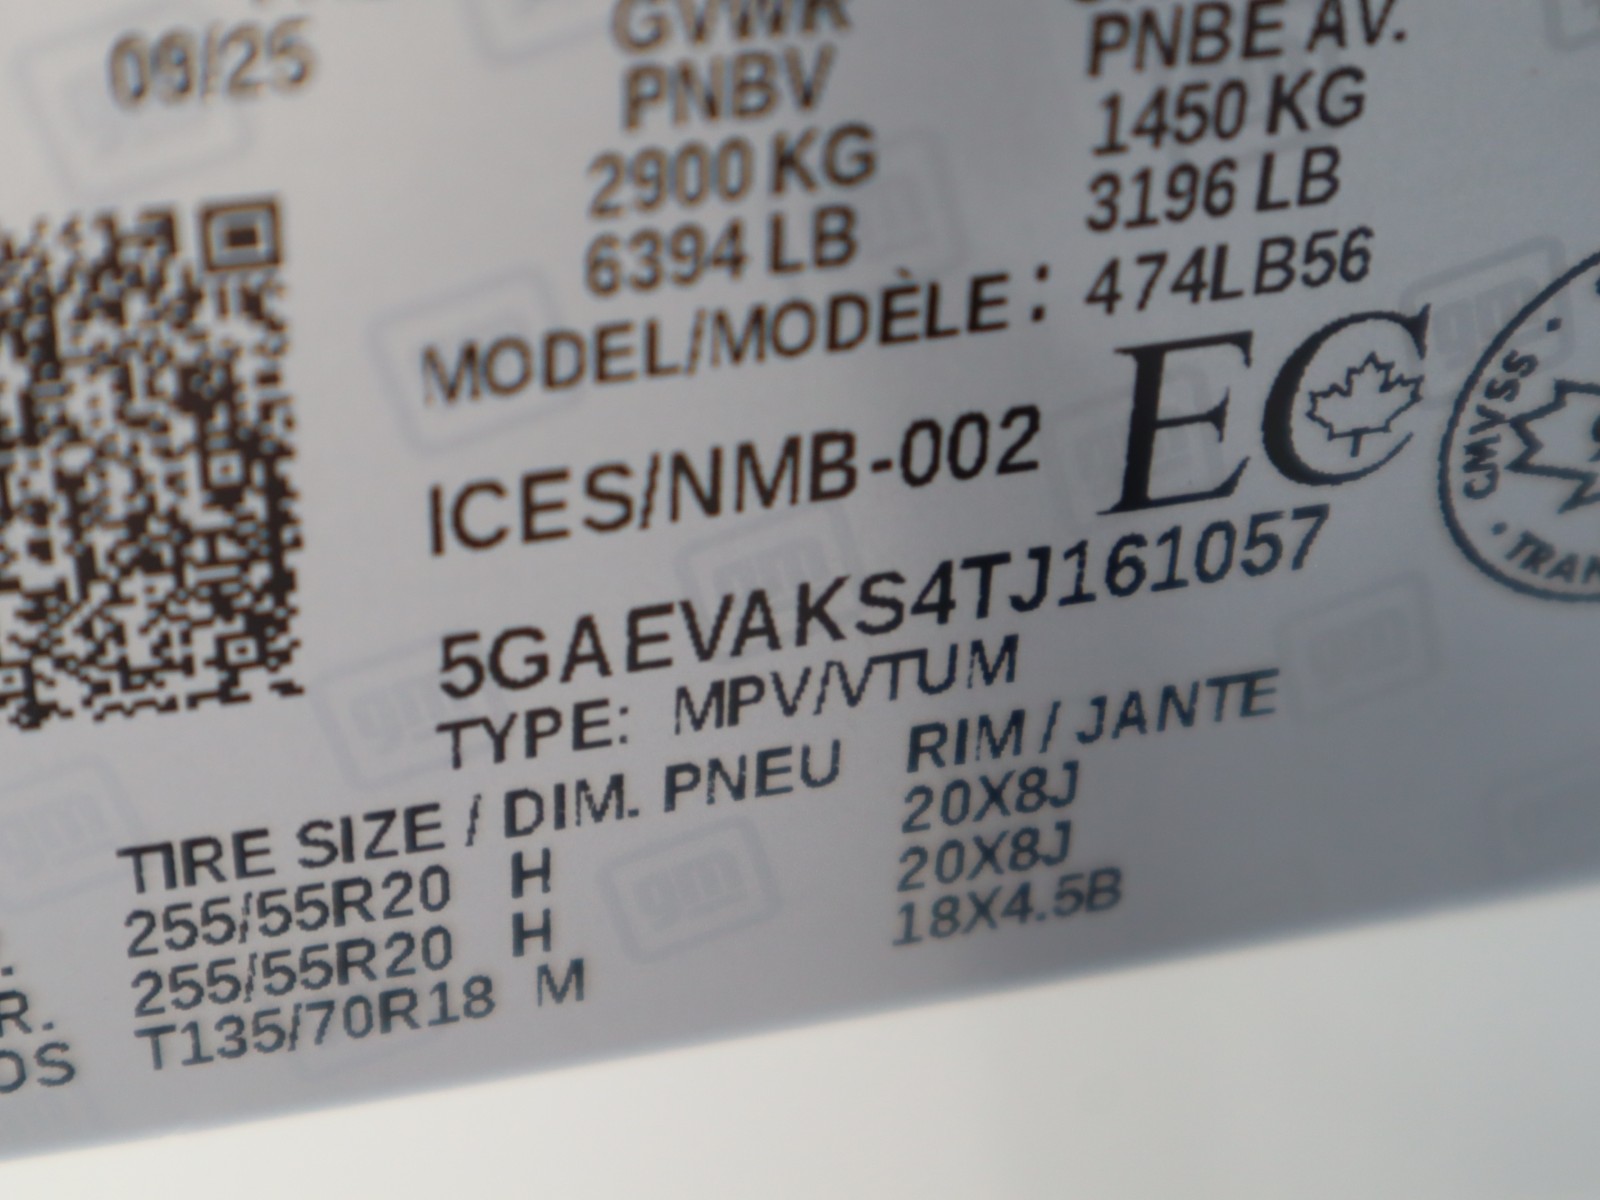 09/25
GVWR
PNBV
2900 KG
6394 LB
PNBE AV.
1450 KG
3196 LB
MODEL/MODÈLE: 474LB56
ICES/NMB-002
EC
CMVSS
5GAEVAKS4TJ161057
TYPE: MPV/VTUM
TIRE SIZE / DIM. PNEU RIM / JANTE
255/55R20 H 20X8J
R. 255/55R20 H 20X8J
T135/70R18 M 18X4.5B
gm